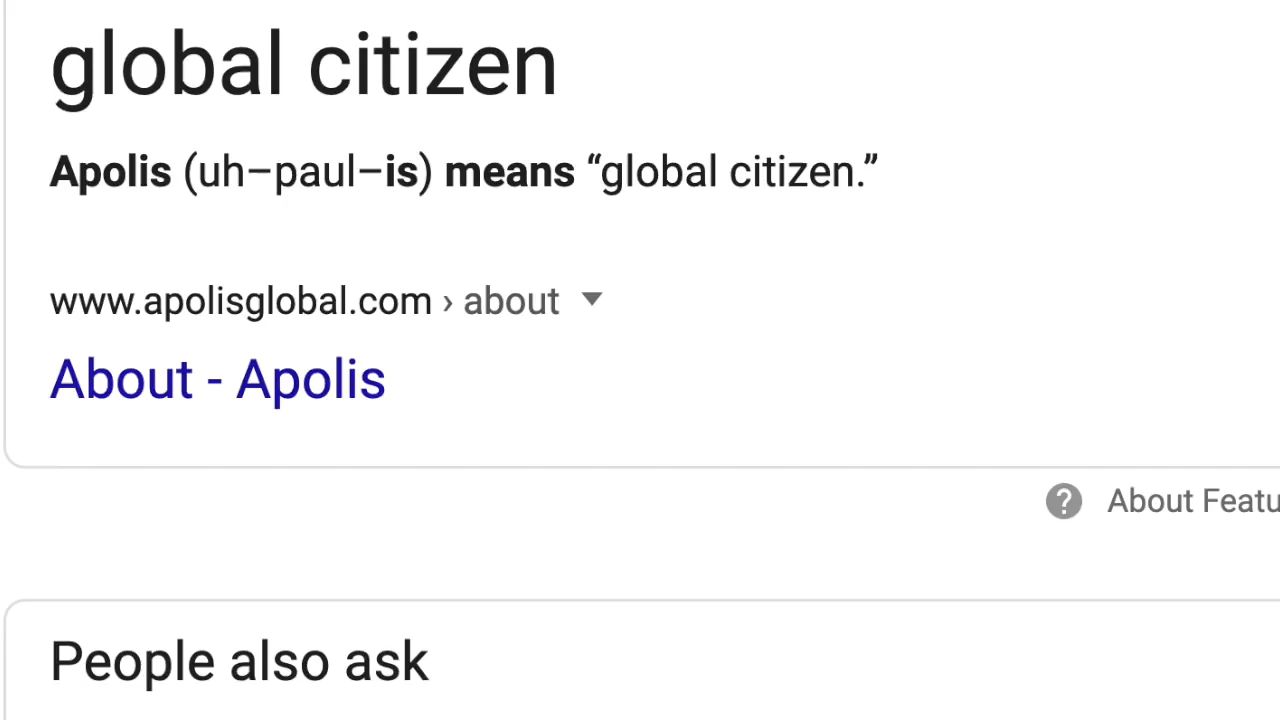 global citizen
Apolis (uh–paul–is) means “global citizen.”
www.apolisglobal.com › about
About - Apolis
About Featu
People also ask